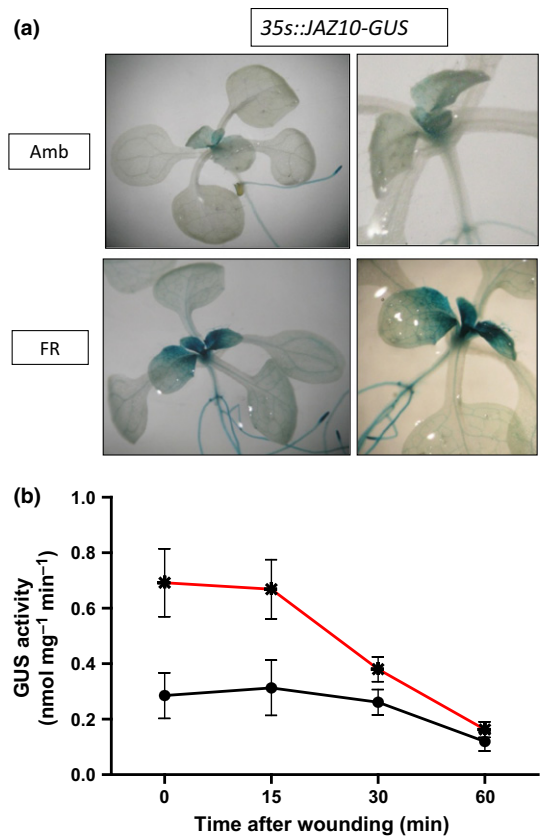 (a)
35s::JAZ10-GUS
Amb
FR
(b)
1.0
0.8
0.6
0.4
0.2
0.0
GUS activity
(nmol mg⁻¹ min⁻¹)
0 15 30 60
Time after wounding (min)